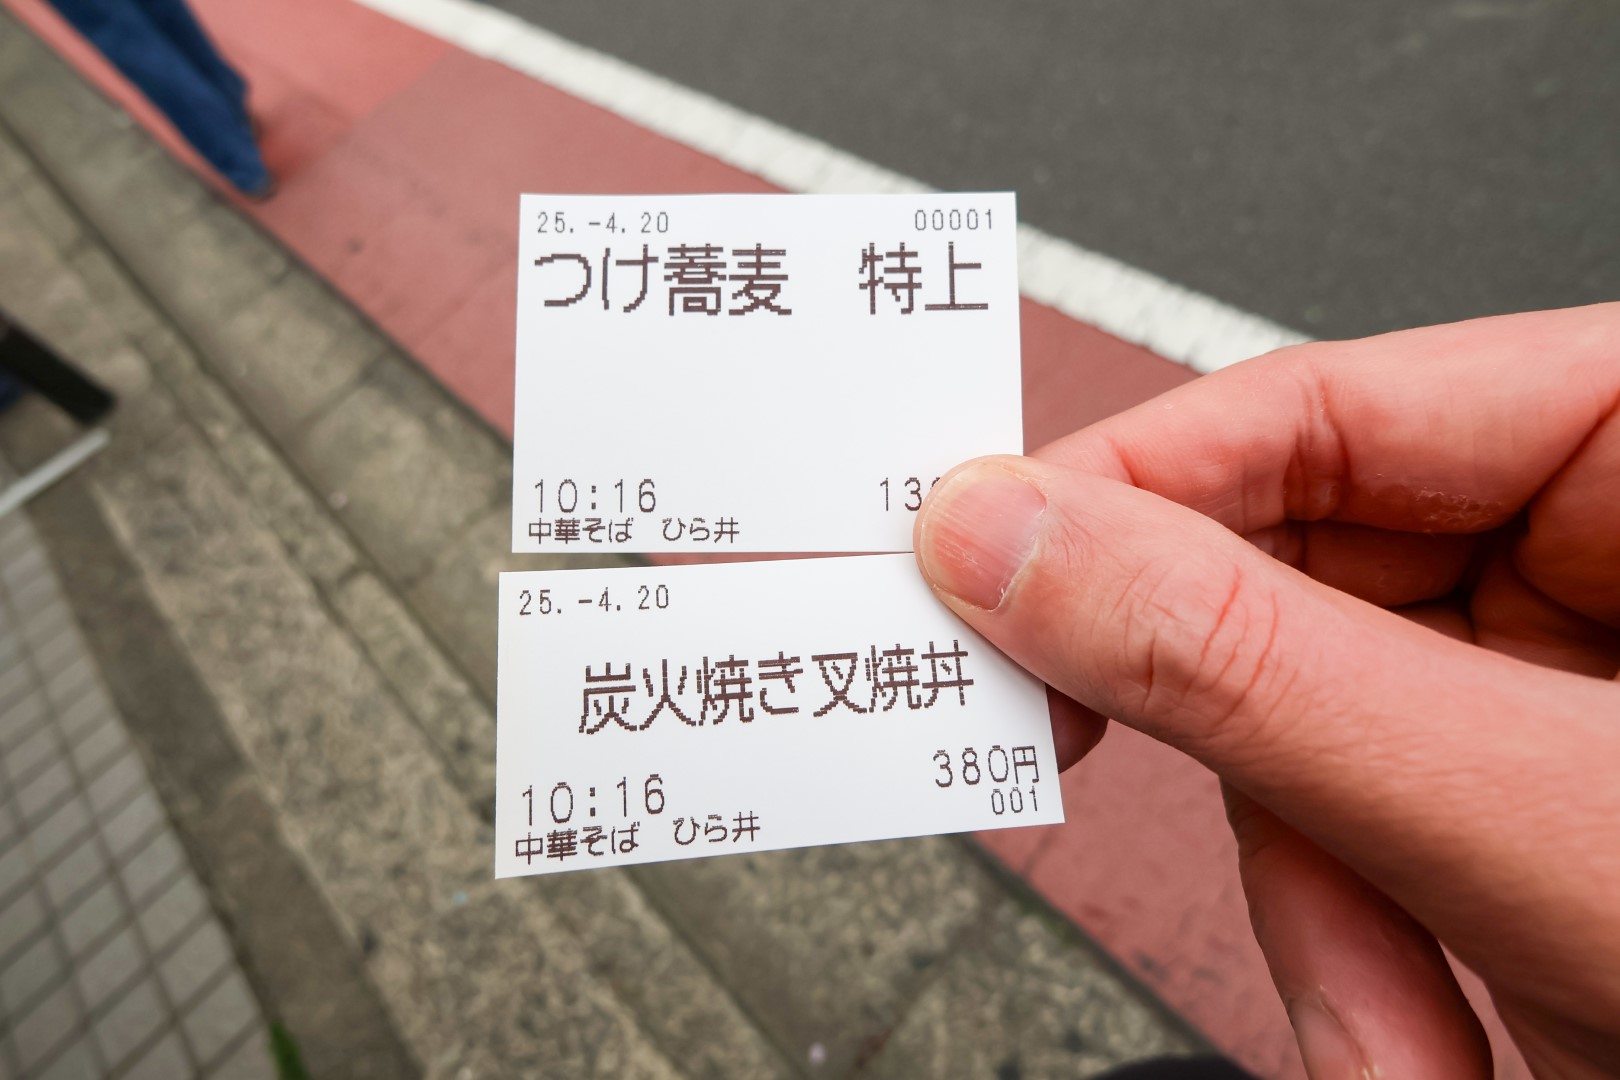 25.-4.20 00001
つけ蕎麦 特上
10:16
中華そば ひら井
25.-4.20
炭火焼き叉焼丼
380円
10:16
001
中華そば ひら井